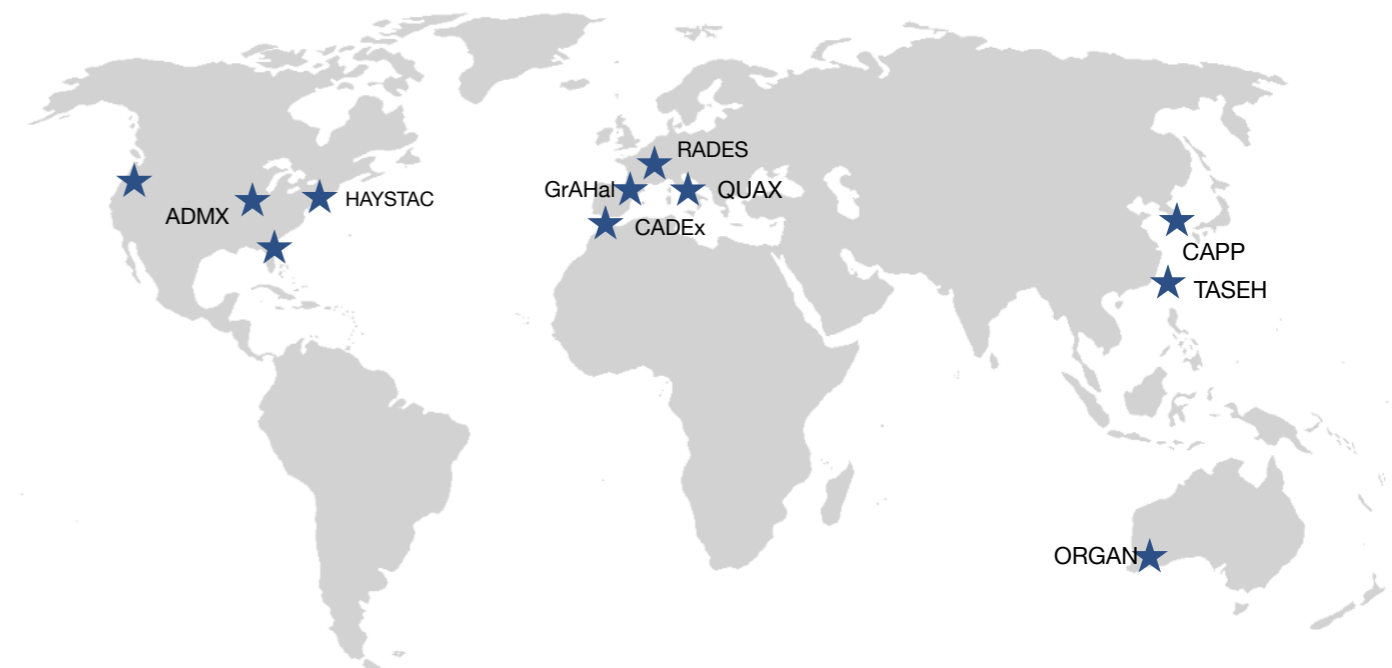 RADES
GrAHal
QUAX
HAYSTAC
ADMX
CADEx
CAPP
TASEH
ORGAN